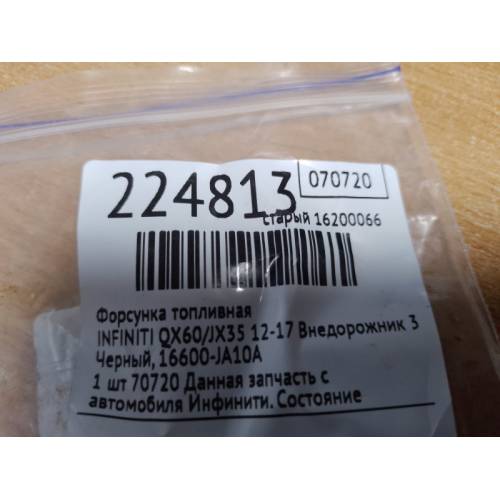 224813 070720
старый 16200066
Форсунка топливная
INFINITI QX60/JX35 12-17 Внедорожник 3
Черный, 16600-JA10A
1 шт 70720 Данная запчасть с
автомобиля Инфинити. Состояние